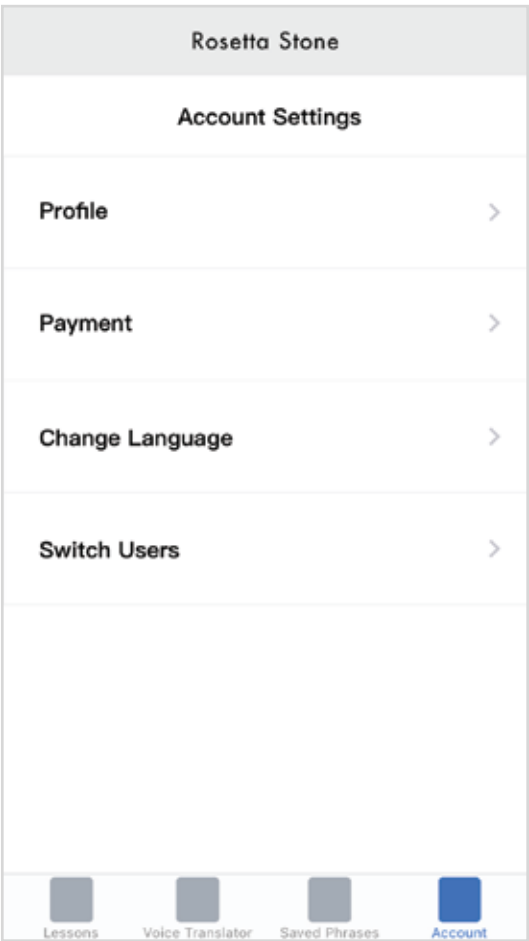 Rosetta Stone
Account Settings
Profile
Payment
Change Language
Switch Users
Lessons Voice Translator Saved Phrases Account